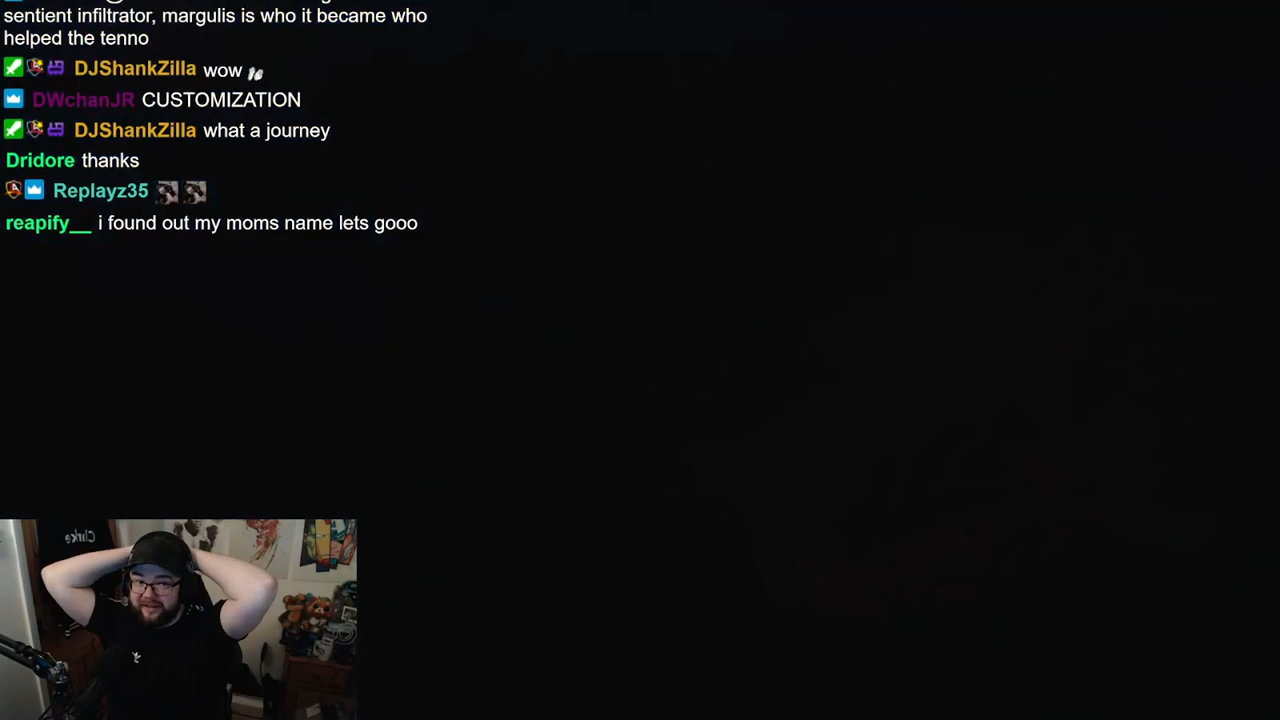 sentient infiltrator, margulis is who it became who
helped the tenno
DJShankZilla wow
DWchanJR CUSTOMIZATION
DJShankZilla what a journey
Dridore thanks
Replayz35
reapify__ i found out my moms name lets gooo